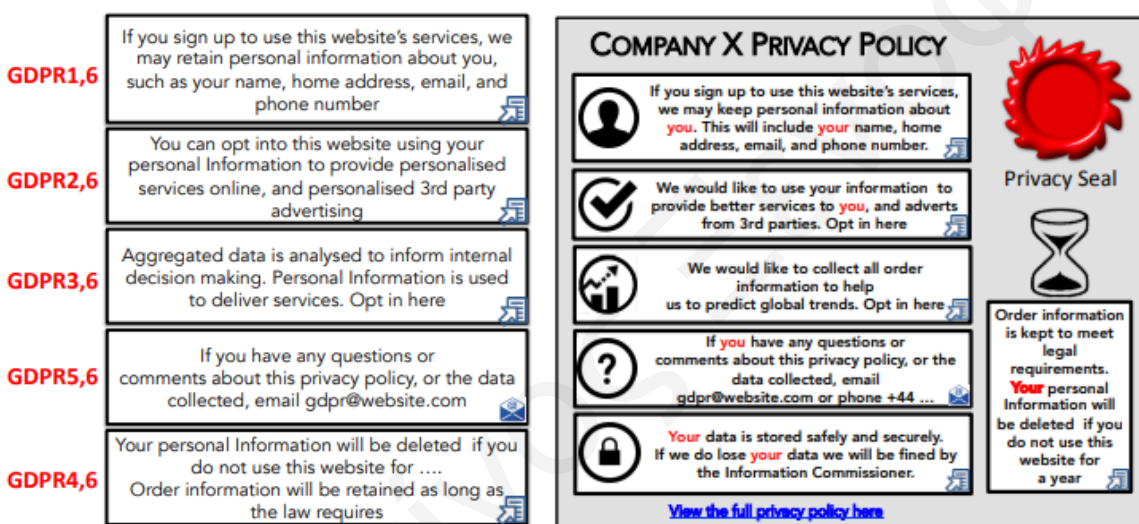 GDPR1,6
If you sign up to use this website's services, we
may retain personal information about you,
such as your name, home address, email, and
phone number
GDPR2,6
You can opt into this website using your
personal Information to provide personalised
services online, and personalised 3rd party
advertising
GDPR3,6
Aggregated data is analysed to inform internal
decision making. Personal Information is used
to deliver services. Opt in here
GDPR5,6
If you have any questions or
comments about this privacy policy, or the data
collected, email gdpr@website.com
GDPR4,6
Your personal Information will be deleted if you
do not use this website for ....
Order information will be retained as long as
the law requires
COMPANY X PRIVACY POLICY
If you sign up to use this website's services,
we may keep personal information about
you. This will include your name, home
address, email, and phone number.
We would like to use your information to
provide better services to you, and adverts
from 3rd parties. Opt in here
We would like to collect all order
information to help
us to predict global trends. Opt in here
?
If you have any questions or
comments about this privacy policy, or the
data collected, email
gdpr@website.com or phone +44 ...
Your data is stored safely and securely.
If we do lose your data we will be fined by
the Information Commissioner.
View the full privacy policy here
Privacy Seal
Order information
is kept to meet
legal
requirements.
Your personal
Information will
be deleted if you
do not use this
website for
a year